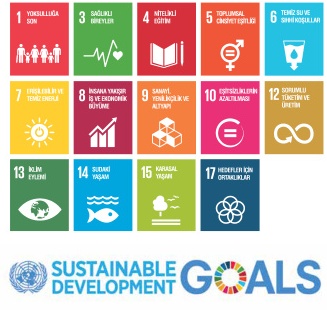 1 YOKSULLUĞA
SON
3 SAĞLIKLI
BİREYLER
4 NİTELİKLİ
EĞİTİM
5 TOPLUMSAL
CİNSİYET EŞİTLİĞİ
6 TEMİZ SU
VE SIHHİ KOŞULLAR
7 ERİŞİLEBİLİR VE
TEMİZ ENERJİ
8 İNSANA YAKIŞIR
İŞ VE EKONOMİK
BÜYÜME
9 SANAYİ,
YENİLİKÇİLİK VE
ALTYAPI
10 EŞİTSİZLİKLERİN
AZALTILMASI
12 SORUMLU
TÜKETİM VE
ÜRETİM
13 İKLİM
EYLEMİ
14 SUDAKİ
YAŞAM
15 KARASAL
YAŞAM
17 HEDEFLER İÇİN
ORTAKLIKLAR
SUSTAINABLE
DEVELOPMENT
GOALS